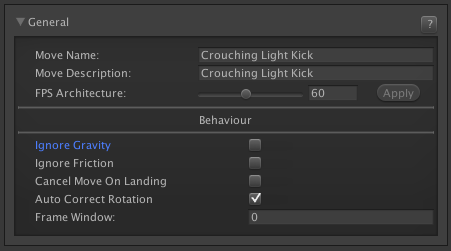 General ?
Move Name: Crouching Light Kick
Move Description: Crouching Light Kick
FPS Architecture: 60 Apply
Behaviour
Ignore Gravity
Ignore Friction
Cancel Move On Landing
Auto Correct Rotation
Frame Window: 0